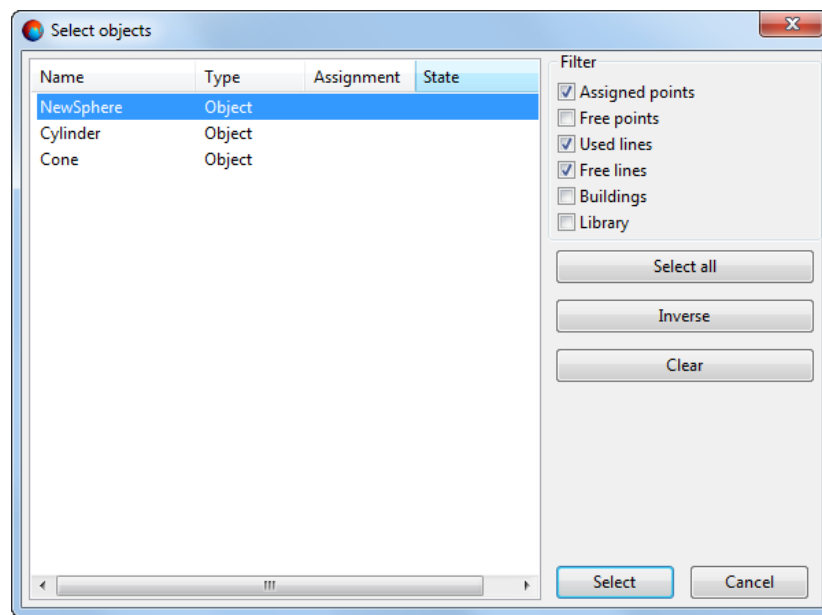 Select objects
Name Type Assignment State
NewSphere Object
Cylinder Object
Cone Object
Filter
Assigned points
Free points
Used lines
Free lines
Buildings
Library
Select all
Inverse
Clear
Select Cancel